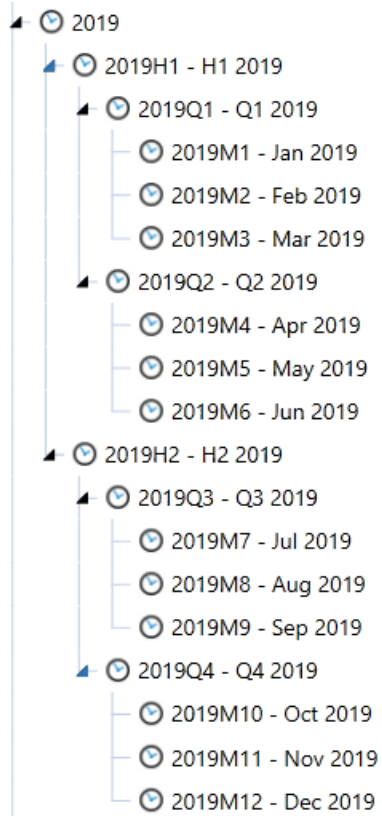 2019
2019H1 - H1 2019
2019Q1 - Q1 2019
2019M1 - Jan 2019
2019M2 - Feb 2019
2019M3 - Mar 2019
2019Q2 - Q2 2019
2019M4 - Apr 2019
2019M5 - May 2019
2019M6 - Jun 2019
2019H2 - H2 2019
2019Q3 - Q3 2019
2019M7 - Jul 2019
2019M8 - Aug 2019
2019M9 - Sep 2019
2019Q4 - Q4 2019
2019M10 - Oct 2019
2019M11 - Nov 2019
2019M12 - Dec 2019